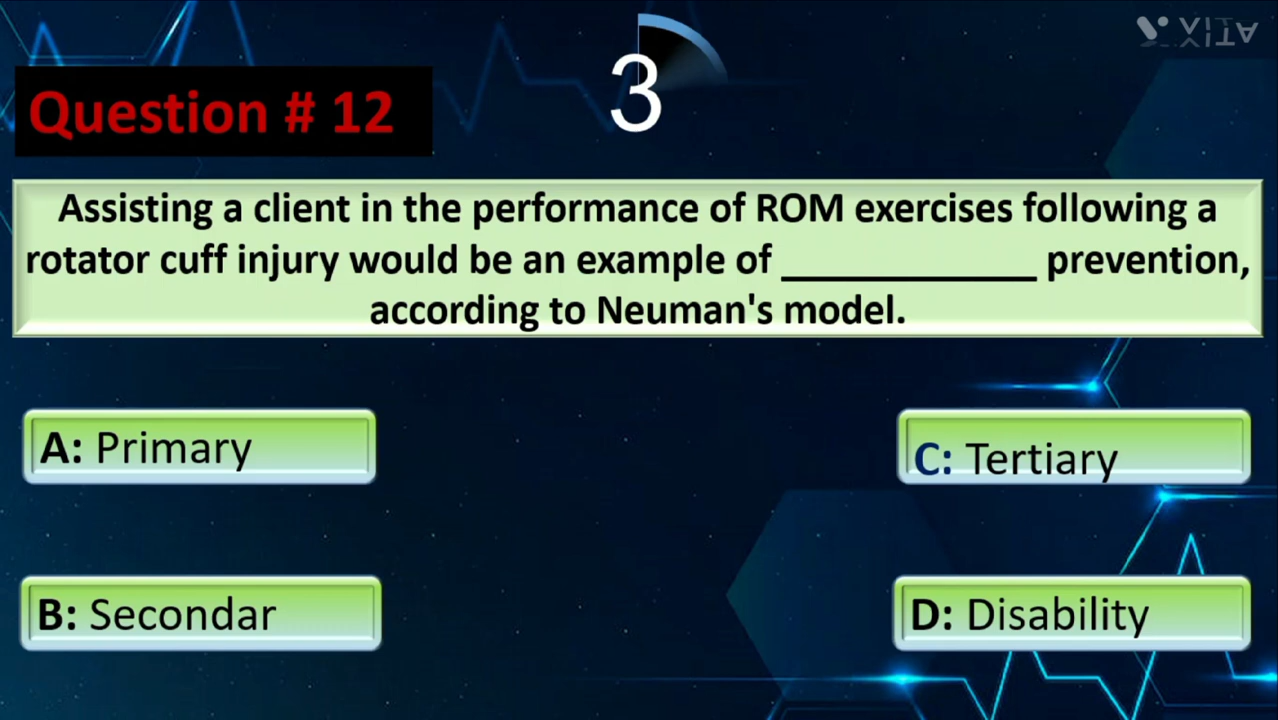 3
Question # 12
Assisting a client in the performance of ROM exercises following a
rotator cuff injury would be an example of ____________ prevention,
according to Neuman's model.
A: Primary
C: Tertiary
B: Secondar
D: Disability